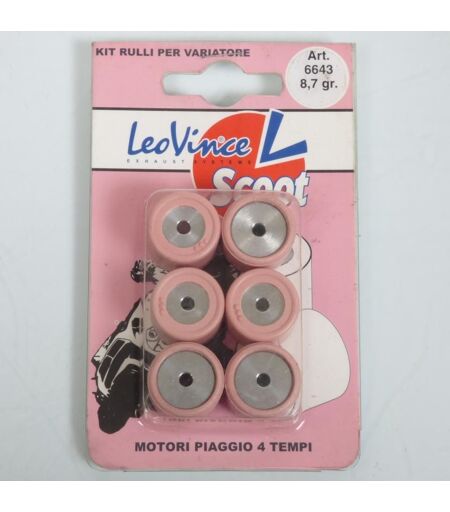 KIT RULLI PER VARIATORE
Art.
6643
8,7 gr.
LeoVince
EXHAUST SYSTEMS
Scoot
MOTORI PIAGGIO 4 TEMPI